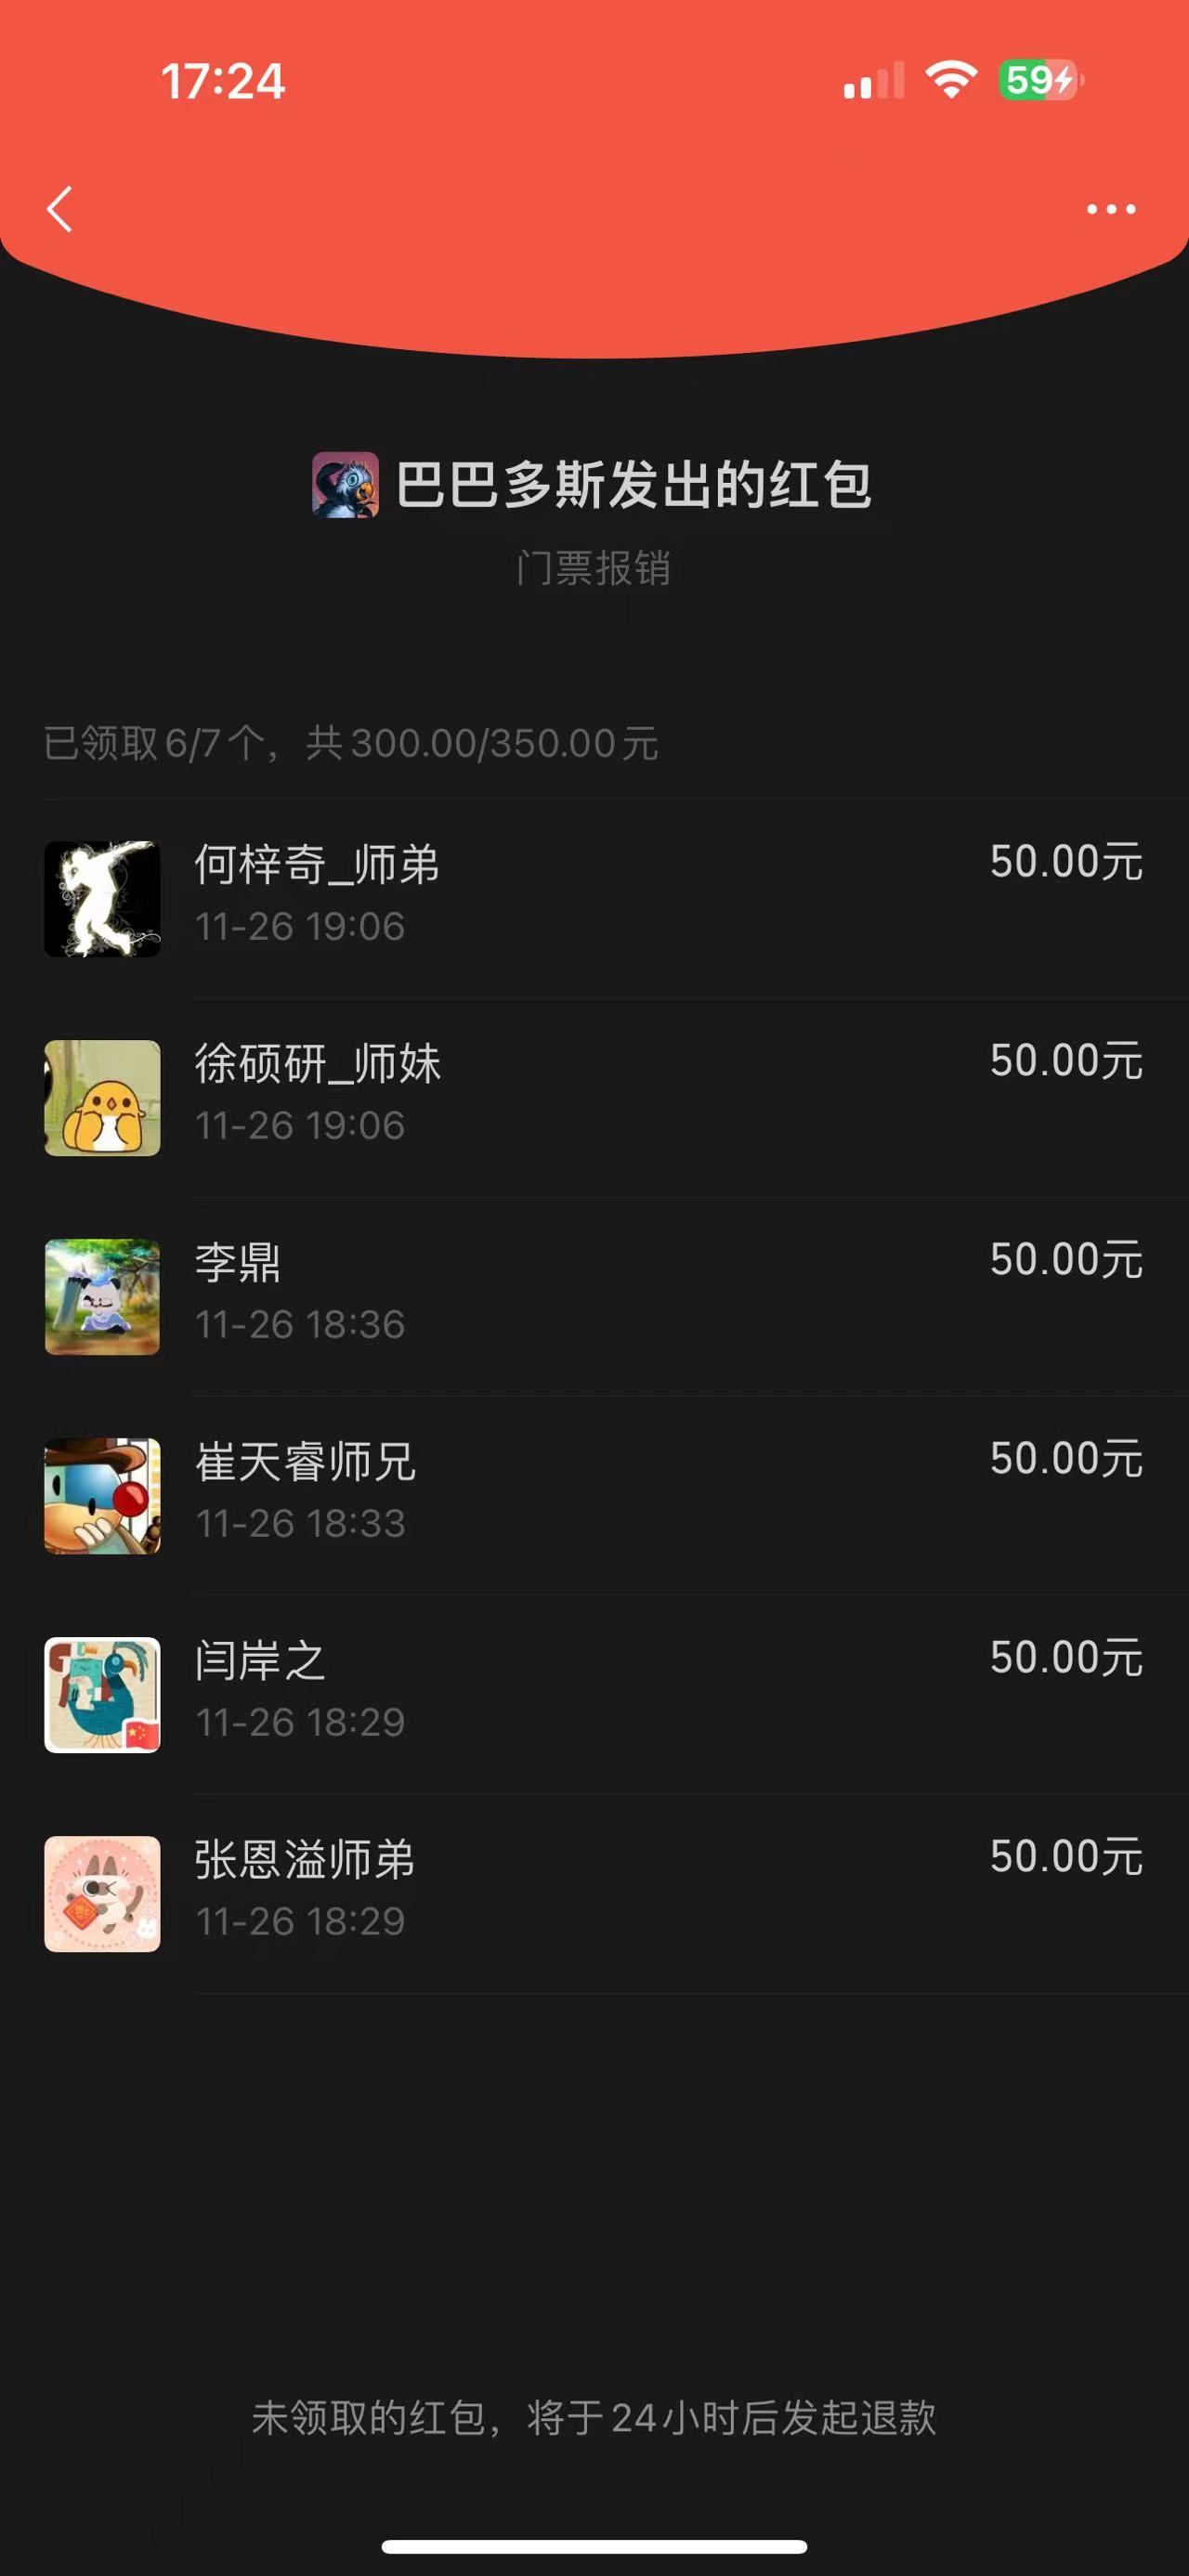 17:24
59
巴巴多斯发出的红包
门票报销
已领取6/7个，共300.00/350.00元
何梓奇_师弟 50.00元
11-26 19:06
徐硕研_师妹 50.00元
11-26 19:06
李鼎 50.00元
11-26 18:36
崔天睿师兄 50.00元
11-26 18:33
闫岸之 50.00元
11-26 18:29
张恩溢师弟 50.00元
11-26 18:29
未领取的红包，将于24小时后发起退款